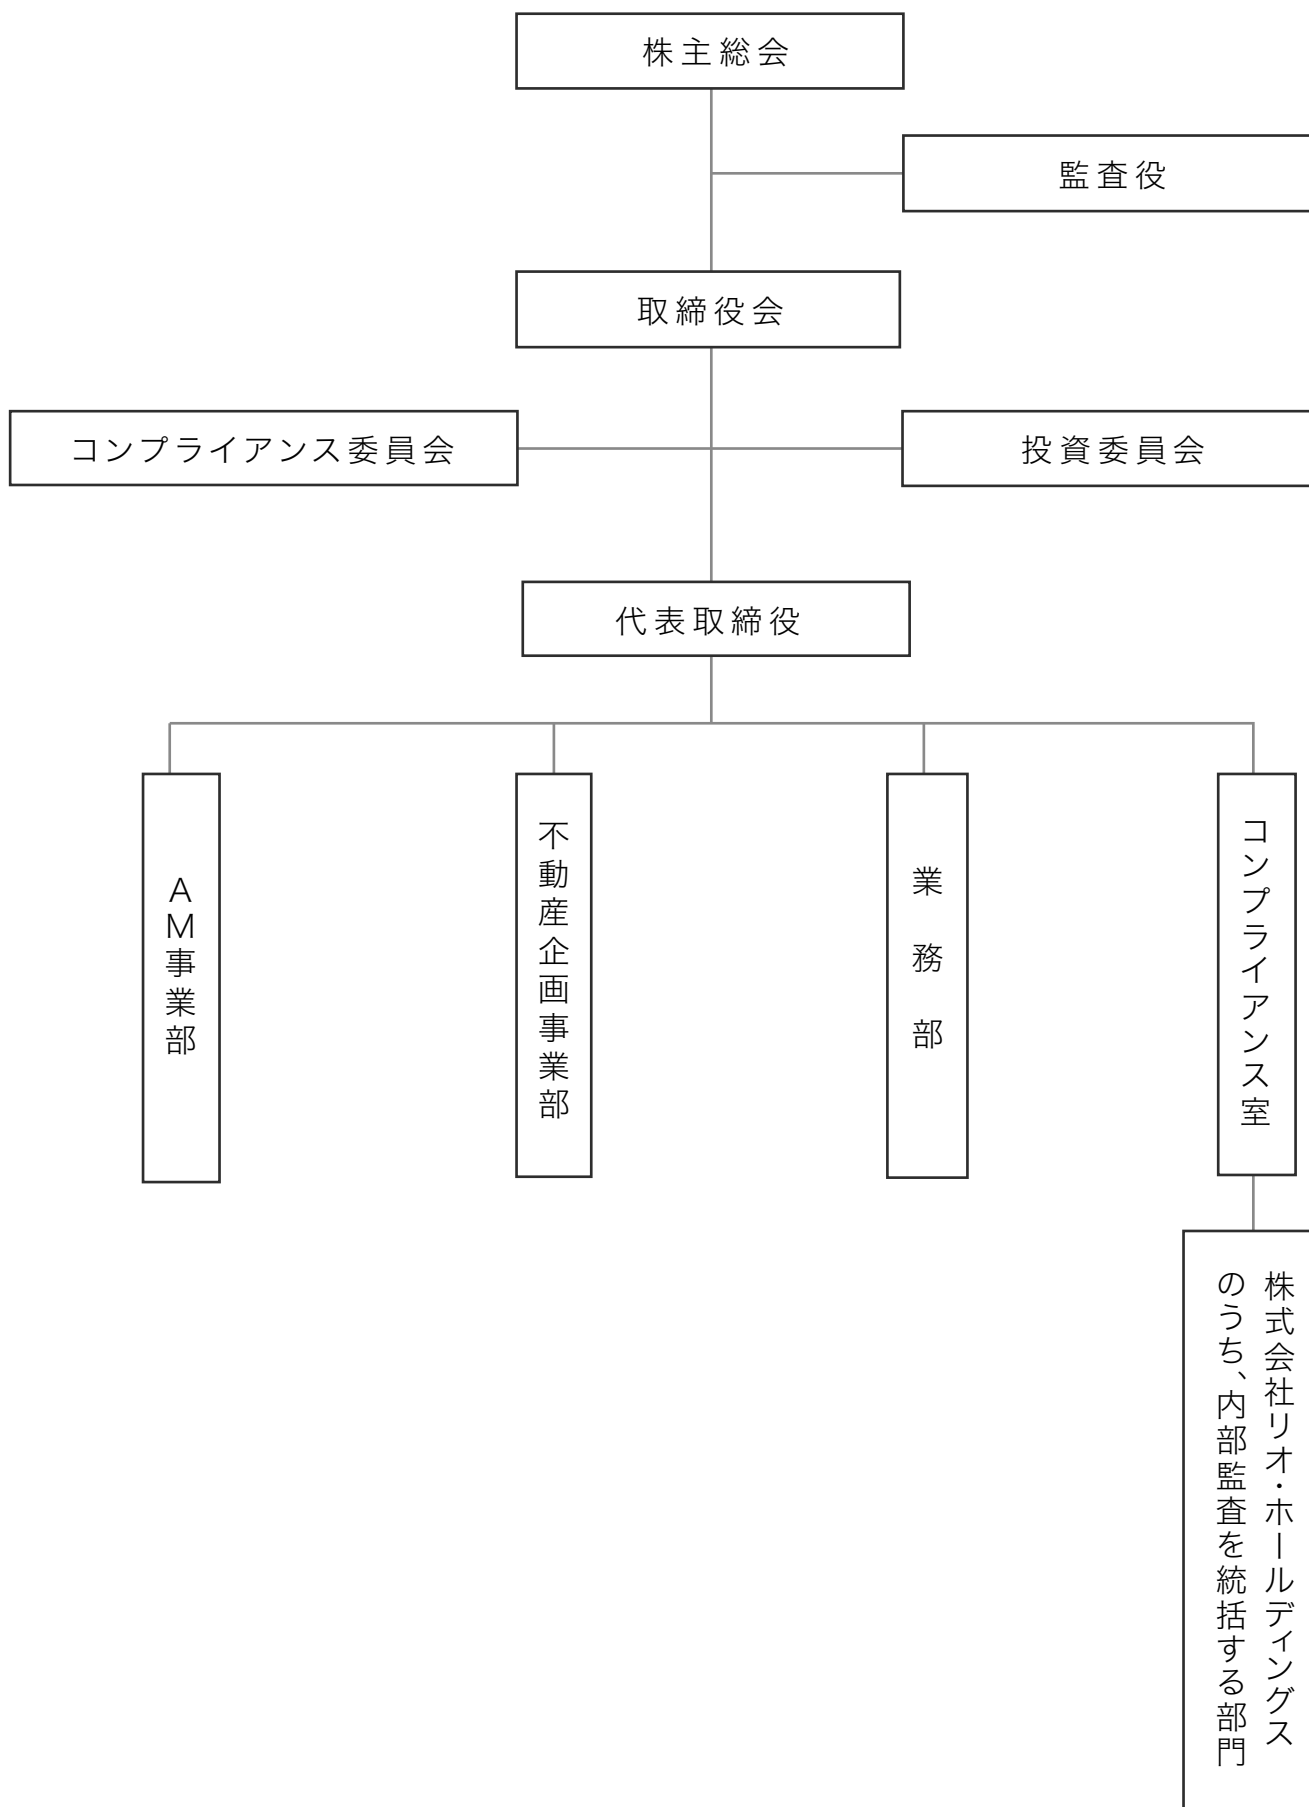 株主総会
監査役
取締役会
コンプライアンス委員会
投資委員会
代表取締役
AM事業部
不動産企画事業部
業務部
コンプライアンス室
株式会社リオ・ホールディングス
のうち、内部監査を統括する部門